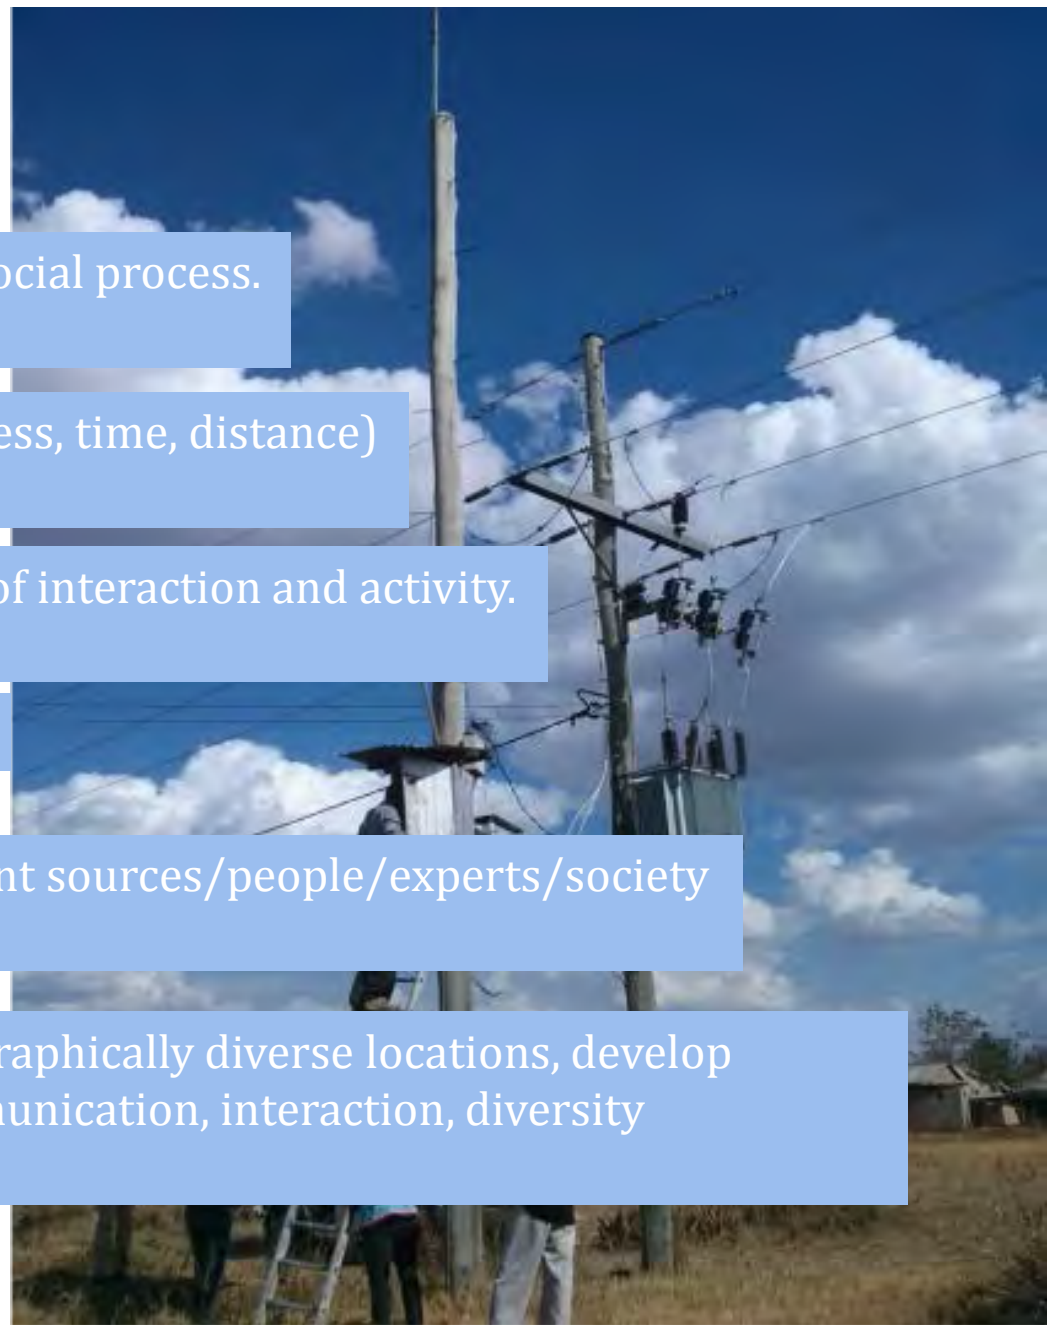 ocial process.
ess, time, distance)
of interaction and activity.
nt sources/people/experts/society
raphically diverse locations, develop
unication, interaction, diversity